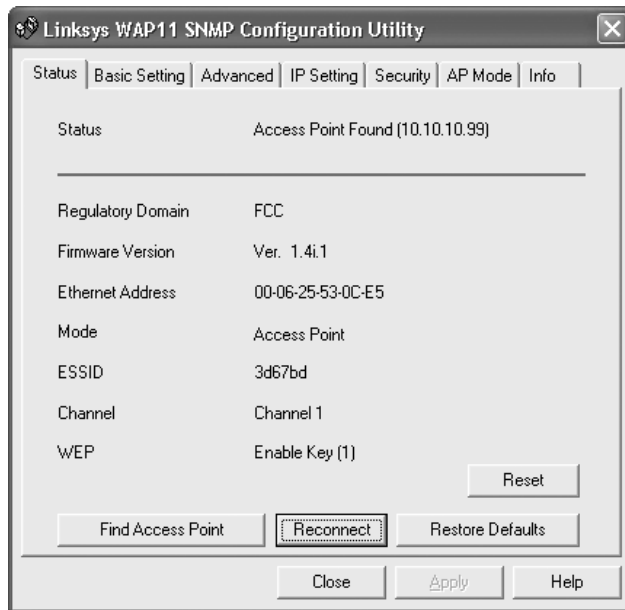 Linksys WAP11 SNMP Configuration Utility
Status Basic Setting Advanced IP Setting Security AP Mode Info
Status Access Point Found (10.10.10.99)
Regulatory Domain FCC
Firmware Version Ver. 1.4i.1
Ethernet Address 00-06-25-53-0C-E5
Mode Access Point
ESSID 3d67bd
Channel Channel 1
WEP Enable Key (1)
Reset
Find Access Point Reconnect Restore Defaults
Close Apply Help